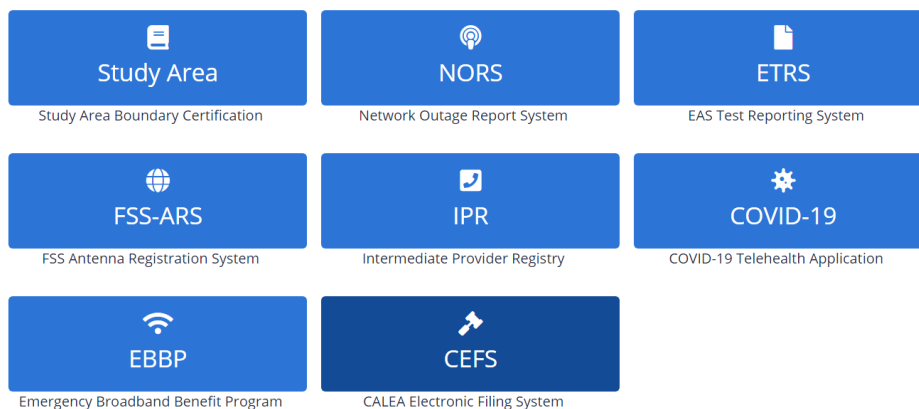 Study Area
Study Area Boundary Certification
NORS
Network Outage Report System
ETRS
EAS Test Reporting System
FSS-ARS
FSS Antenna Registration System
IPR
Intermediate Provider Registry
COVID-19
COVID-19 Telehealth Application
EBBP
Emergency Broadband Benefit Program
CEFS
CALEA Electronic Filing System